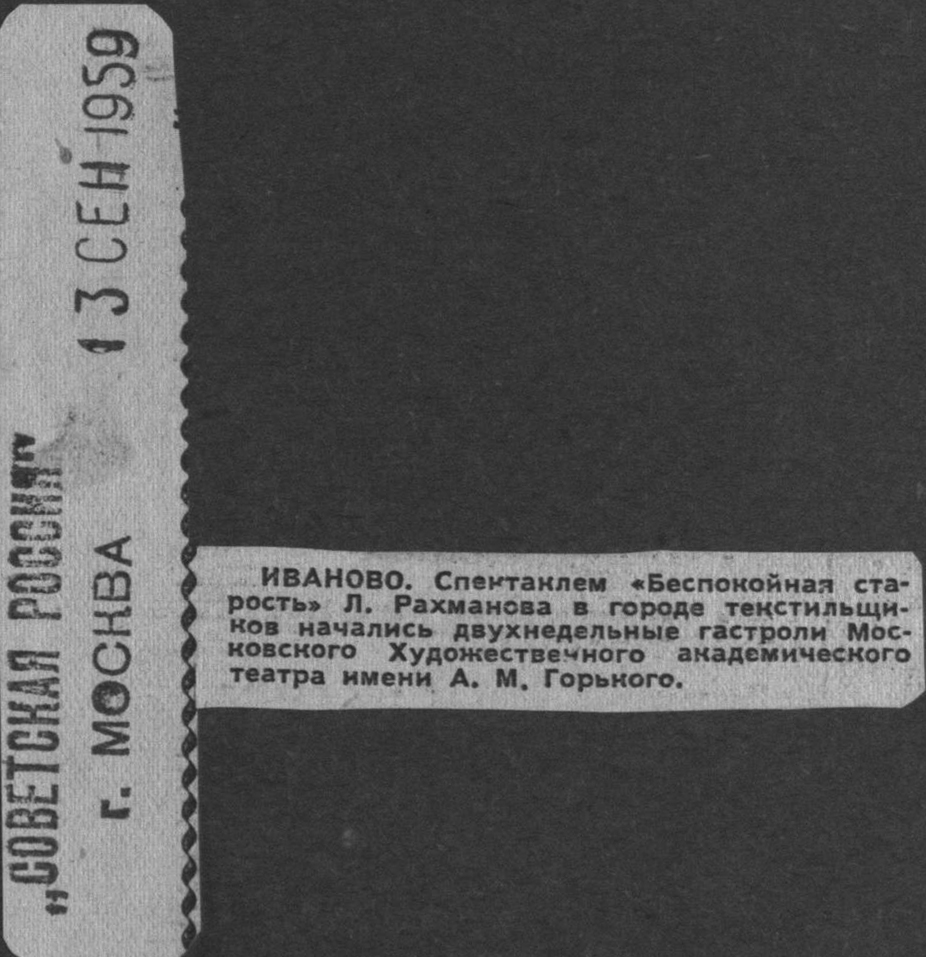 „СОВЕТСКАЯ РОССИЯ"
г. МОСКВА
13 СЕН 1959
ИВАНОВО. Спектаклем «Беспокойная ста-
рость» Л. Рахманова в городе текстильщи-
ков начались двухнедельные гастроли Мос-
ковского Художественного академического
театра имени А. М. Горького.